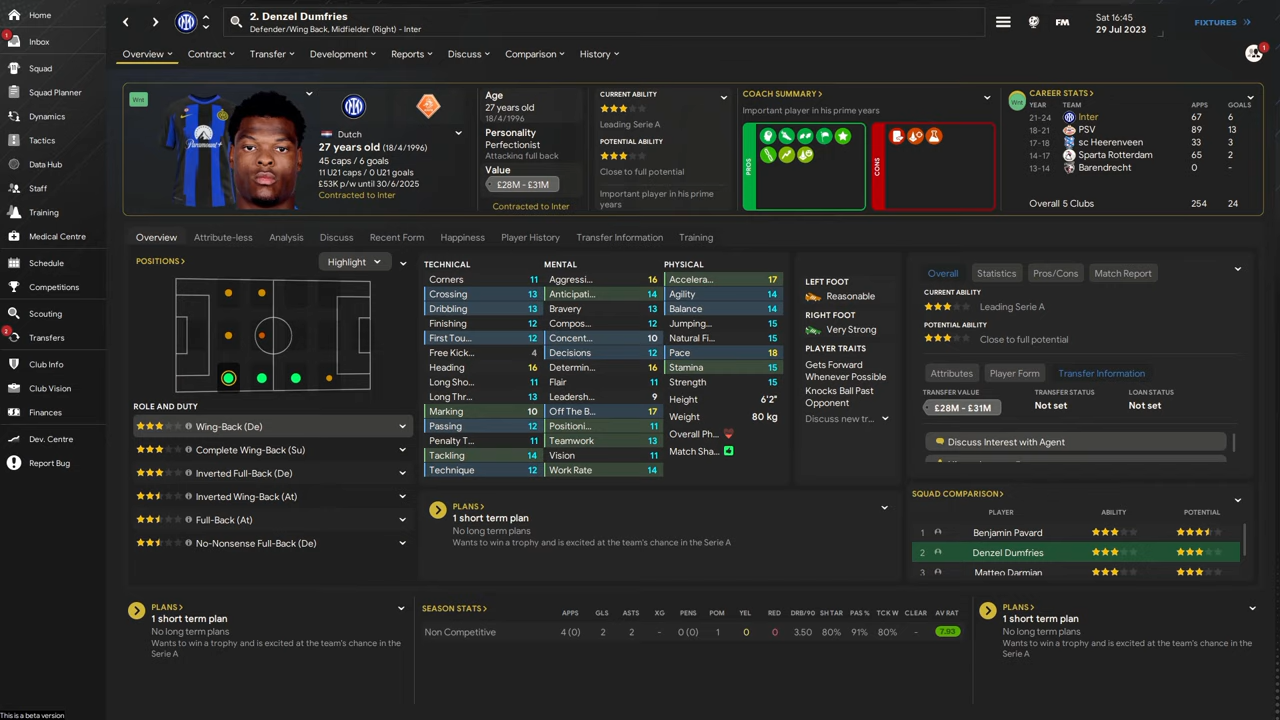 Home
1
Inbox
Squad
Squad Planner
Dynamics
Tactics
Data Hub
Staff
Training
Medical Centre
Schedule
Competitions
Scouting
2
Transfers
Club Info
Club Vision
Finances
Dev. Centre
Report Bug
This is a beta version
2. Denzel Dumfries
Defender/Wing Back, Midfielder (Right) - Inter
FM
Sat 16:45
29 Jul 2023
FIXTURES
1
Overview Contract Transfer Development Reports Discuss Comparison History
Wnt
Paramount+
Dutch
27 years old (18/4/1996)
45 caps / 6 goals
11 U21 caps / 0 U21 goals
£53K p/w until 30/6/2025
Contracted to Inter
Age
27 years old
18/4/1996
Personality
Perfectionist
Attacking full back
Value
£28M - £31M
Contracted to Inter
CURRENT ABILITY
Leading Serie A
POTENTIAL ABILITY
Close to full potential
Important player in his prime
years
COACH SUMMARY>
Important player in his prime years
PROS
CONS
Wnt
CAREER STATS>
YEAR TEAM APPS GOALS
21-24 Inter 67 6
18-21 PSV 89 13
17-18 sc Heerenveen 33 3
14-17 Sparta Rotterdam 65 2
13-14 Barendrecht 0 -
Overall 5 Clubs 254 24
Overview Attribute-less Analysis Discuss Recent Form Happiness Player History Transfer Information Training
POSITIONS>
Highlight
ROLE AND DUTY
Wing-Back (De)
Complete Wing-Back (Su)
Inverted Full-Back (De)
Inverted Wing-Back (At)
Full-Back (At)
No-Nonsense Full-Back (De)
TECHNICAL MENTAL PHYSICAL
Corners 11 Aggressi... 16 Accelera... 17
Crossing 13 Anticipati... 14 Agility 14
Dribbling 13 Bravery 13 Balance 14
Finishing 12 Compos... 12 Jumping... 15
First Tou... 12 Concent... 10 Natural Fi... 15
Free Kick... 4 Decisions 12 Pace 18
Heading 16 Determin... 16 Stamina 15
Long Sho... 11 Flair 11 Strength 15
Long Thr... 13 Leadersh... 9 Height 6'2"
Marking 10 Off The B... 17 Weight 80 kg
Passing 12 Positioni... 11 Overall Ph...
Penalty T... 11 Teamwork 13 Match Sha...
Tackling 14 Vision 11
Technique 12 Work Rate 14
LEFT FOOT
Reasonable
RIGHT FOOT
Very Strong
PLAYER TRAITS
Gets Forward
Whenever Possible
Knocks Ball Past
Opponent
Discuss new tr...
Overall Statistics Pros/Cons Match Report
CURRENT ABILITY
Leading Serie A
POTENTIAL ABILITY
Close to full potential
Attributes Player Form Transfer Information
TRANSFER VALUE TRANSFER STATUS LOAN STATUS
£28M - £31M Not set Not set
Discuss Interest with Agent
SQUAD COMPARISON>
PLAYER ABILITY POTENTIAL
1 Benjamin Pavard
2 Denzel Dumfries
3 Matteo Darmian
PLANS>
1 short term plan
No long term plans
Wants to win a trophy and is excited at the team's chance in the Serie A
PLANS>
1 short term plan
No long term plans
Wants to win a trophy and is excited at the team's chance in the
Serie A
SEASON STATS>
APPS GLS ASTS XG PENS POM YEL RED DRB/90 SH TAR PAS % TCK W CLEAR AV RAT
Non Competitive 4 (0) 2 2 - 0 (0) 1 0 0 3.50 80% 91% 80% - 7.93
PLANS>
1 short term plan
No long term plans
Wants to win a trophy and is excited at the team's chance in the
Serie A